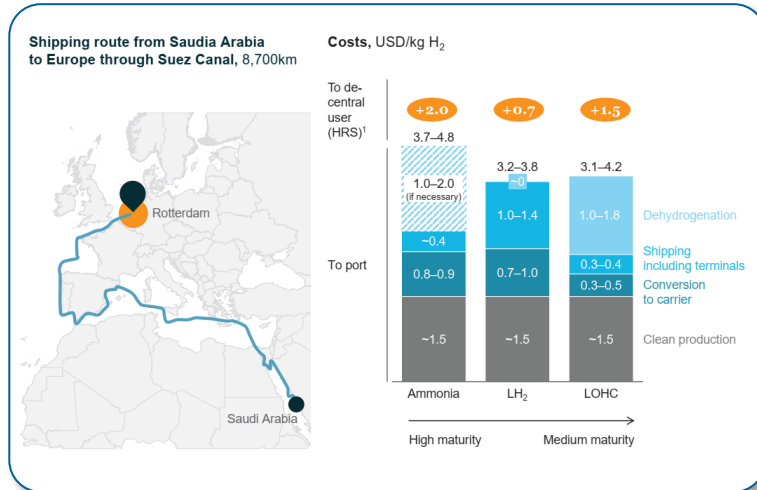 Shipping route from Saudia Arabia
to Europe through Suez Canal, 8,700km
Rotterdam
Saudi Arabia
Costs, USD/kg H₂
To de-
central
user
(HRS)¹
+2.0
+0.7
+1.5
3.7–4.8
3.2–3.8
3.1–4.2
To port
1.0–2.0
(if necessary)
~0
1.0–1.4
1.0–1.8
Dehydrogenation
~0.4
0.3–0.4
Shipping
including terminals
0.8–0.9
0.7–1.0
0.3–0.5
Conversion
to carrier
~1.5
~1.5
~1.5
Clean production
Ammonia
LH₂
LOHC
High maturity
Medium maturity